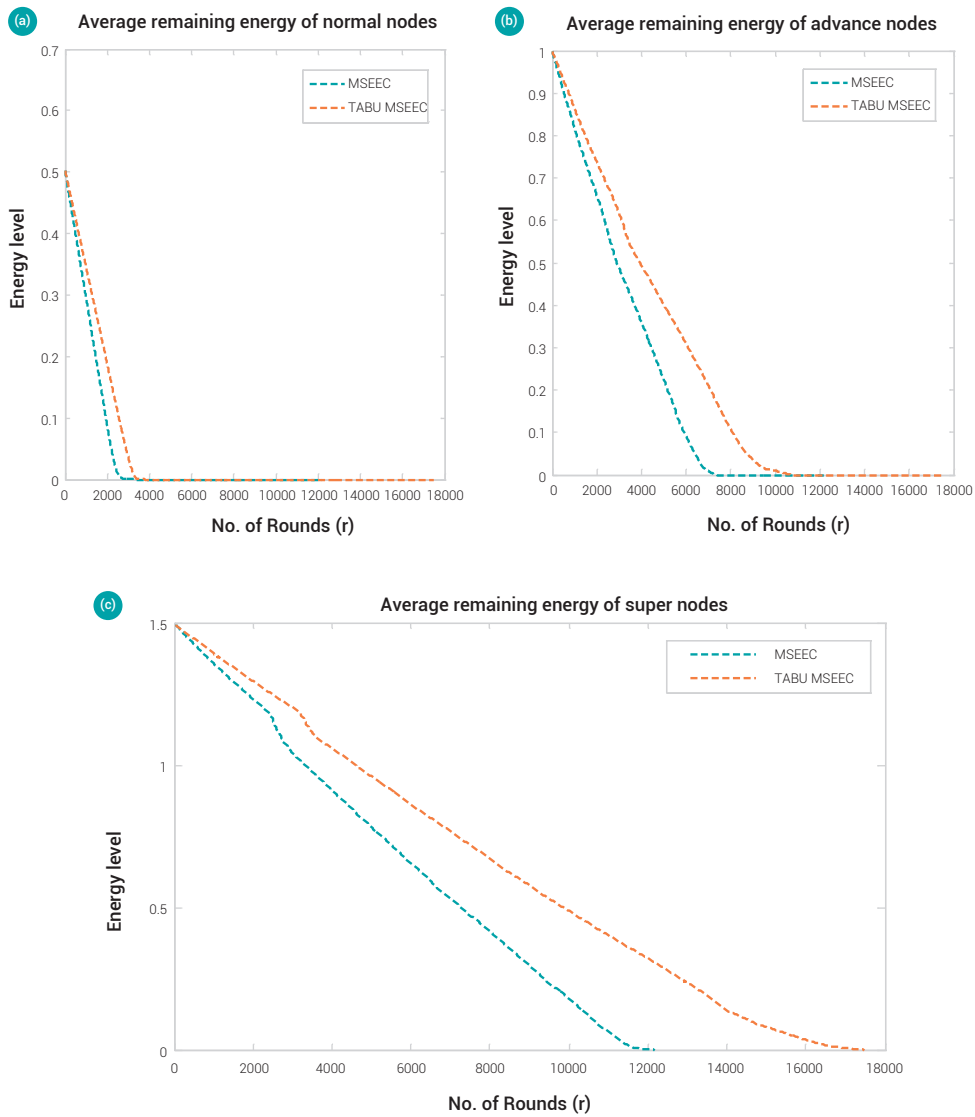 (a)
Average remaining energy of normal nodes
0.7
0.6
0.5
0.4
0.3
0.2
0.1
0
Energy level
MSEEC
TABU MSEEC
0 2000 4000 6000 8000 10000 12000 14000 16000 18000
No. of Rounds (r)
(b)
Average remaining energy of advance nodes
1
0.9
0.8
0.7
0.6
0.5
0.4
0.3
0.2
0.1
0
Energy level
MSEEC
TABU MSEEC
0 2000 4000 6000 8000 10000 12000 14000 16000 18000
No. of Rounds (r)
(c)
Average remaining energy of super nodes
1.5
1
0.5
0
Energy level
MSEEC
TABU MSEEC
0 2000 4000 6000 8000 10000 12000 14000 16000 18000
No. of Rounds (r)